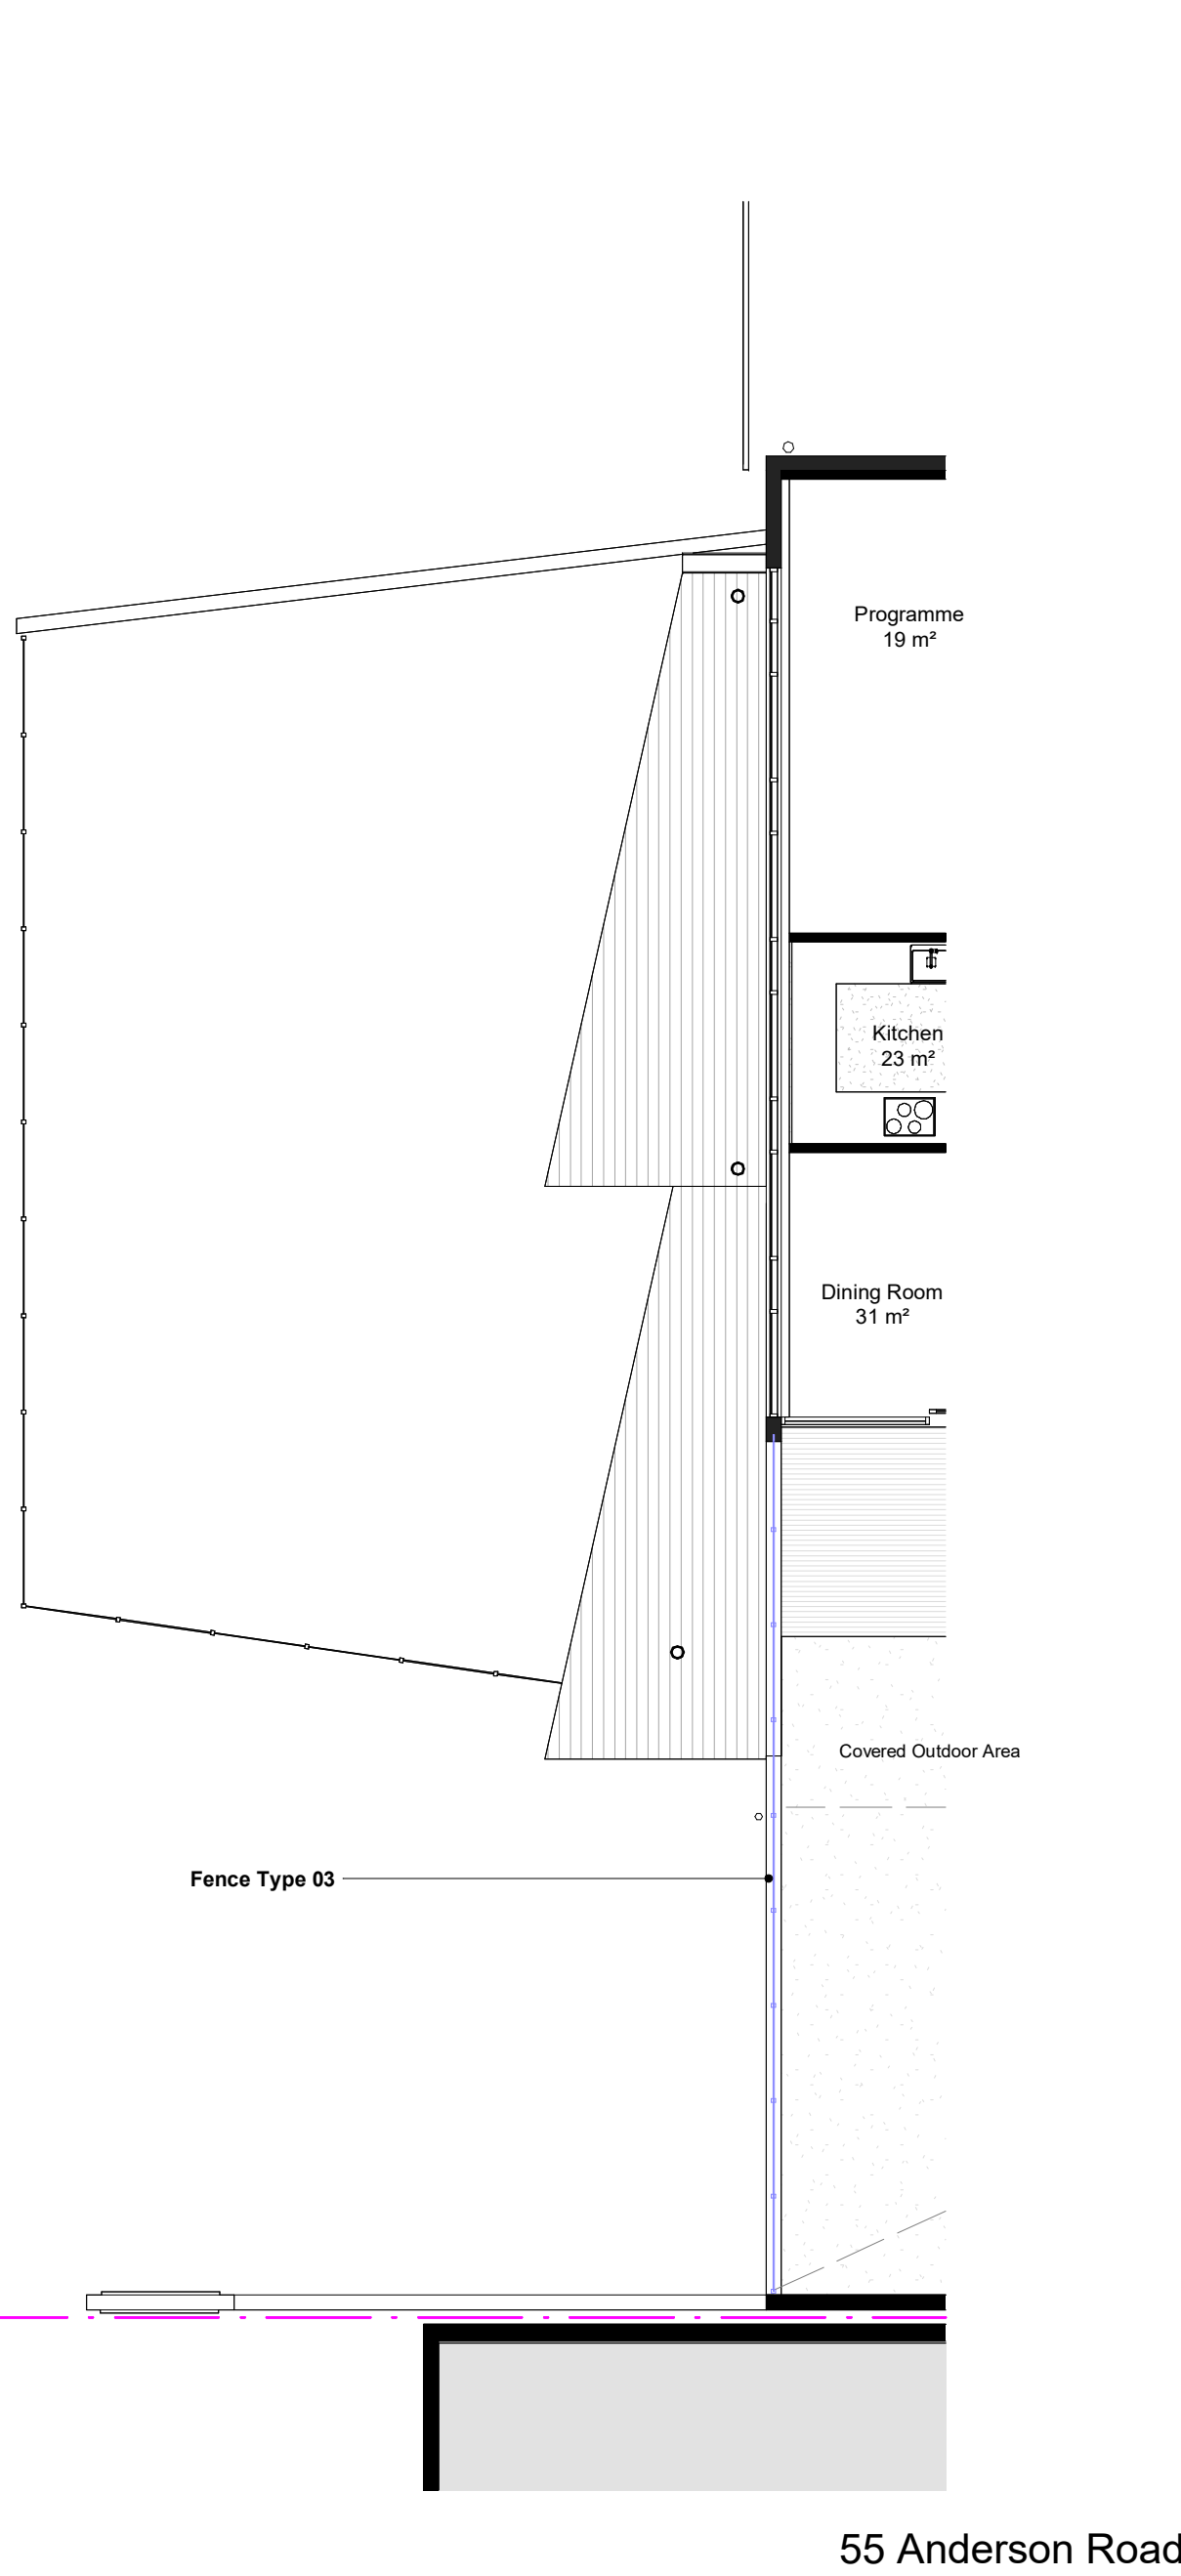 Programme
19 m²
Kitchen
23 m²
Dining Room
31 m²
Covered Outdoor Area
Fence Type 03
55 Anderson Road